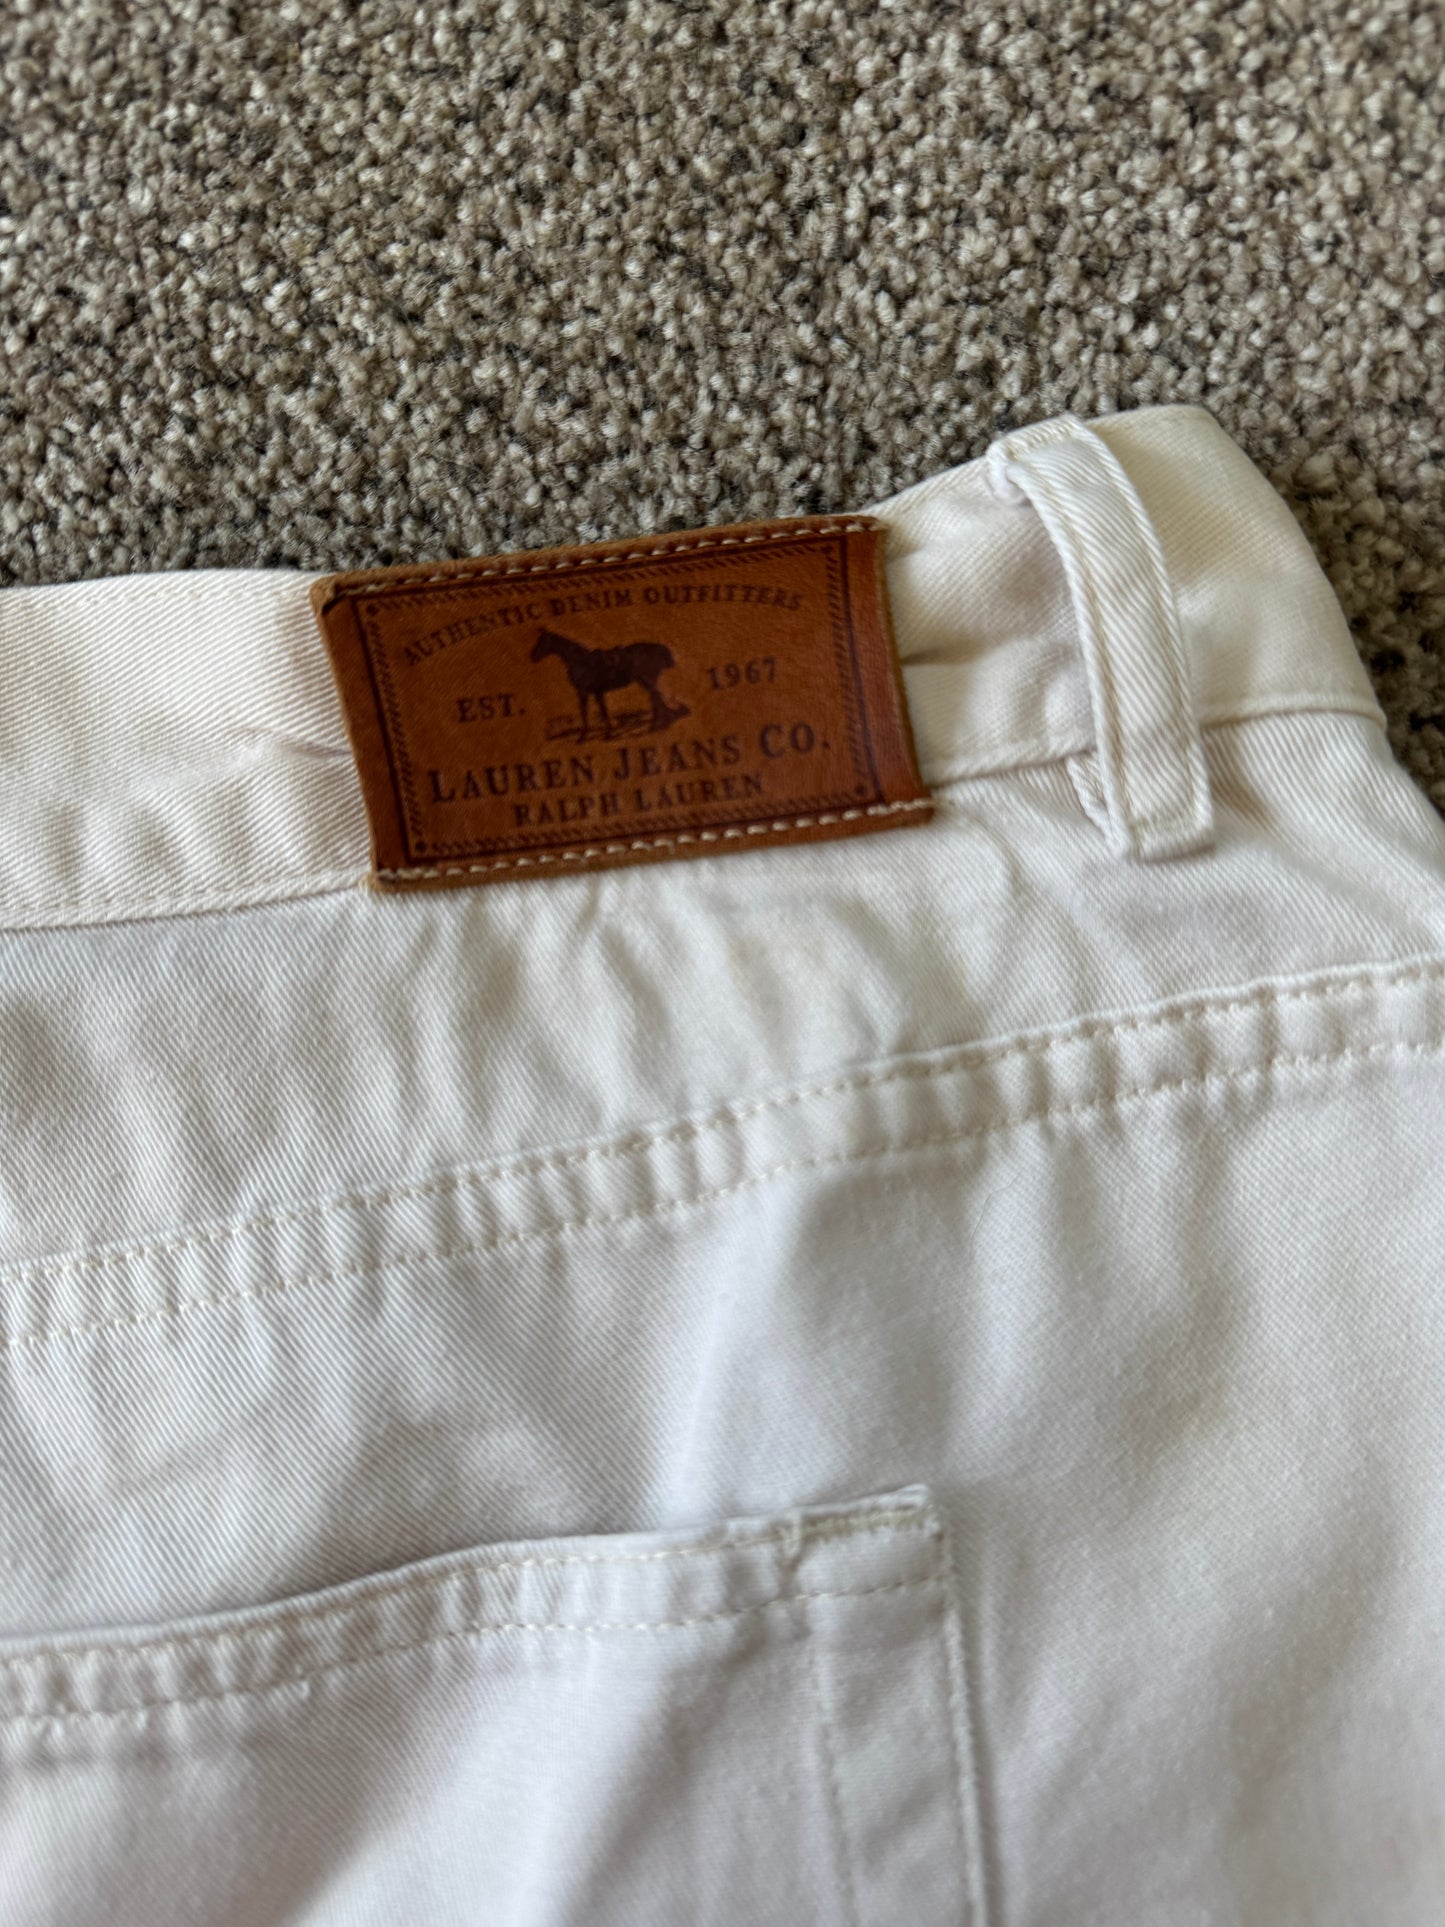 AUTHENTIC DENIM OUTFITTERS
EST. 1967
LAUREN JEANS CO.
RALPH LAUREN